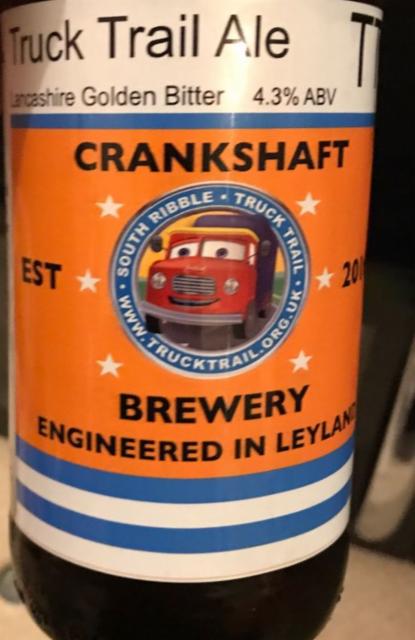 Truck Trail Ale
Lancashire Golden Bitter 4.3% ABV
CRANKSHAFT
SOUTH RIBBLE • TRUCK TRAIL
EST
• WWW.TRUCKTRAIL.ORG.UK •
BREWERY
ENGINEERED IN LEYLAND